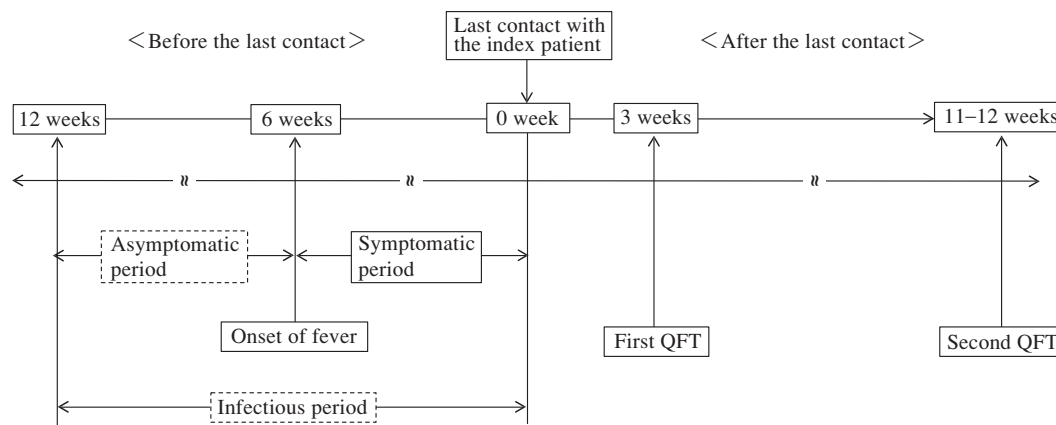 Last contact with
the index patient
<Before the last contact>
<After the last contact>
12 weeks
6 weeks
0 week
3 weeks
11–12 weeks
Asymptomatic
period
Symptomatic
period
Onset of fever
First QFT
Second QFT
Infectious period